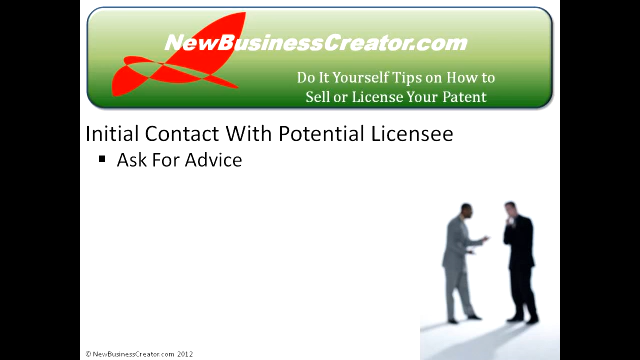 NewBusinessCreator.com
Do It Yourself Tips on How to
Sell or License Your Patent
Initial Contact With Potential Licensee
▪ Ask For Advice
© NewBusinessCreator.com 2012